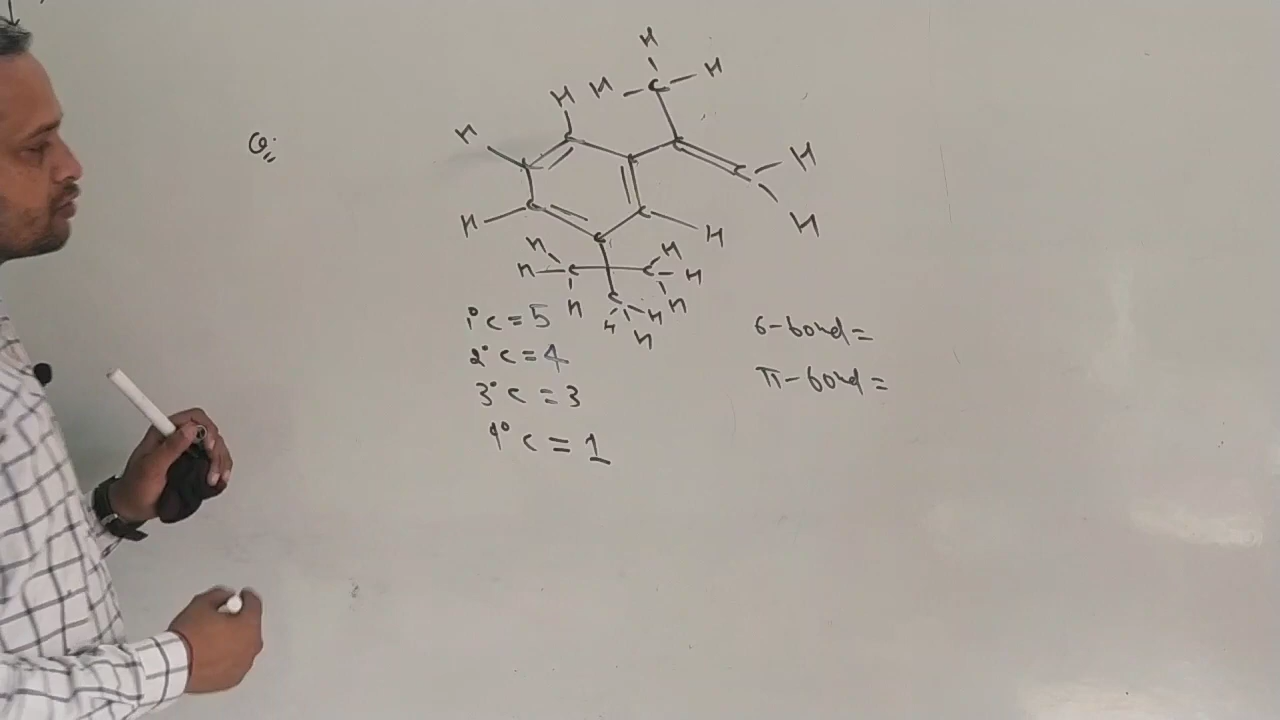 Q:
H
H
H
H
C
H
H
H
C
H
H
H
H
H
H
H C
C H
H
H
C
H
H
H
1° C = 5
2° C = 4
3° C = 3
4° C = 1
σ-bond =
π-bond =